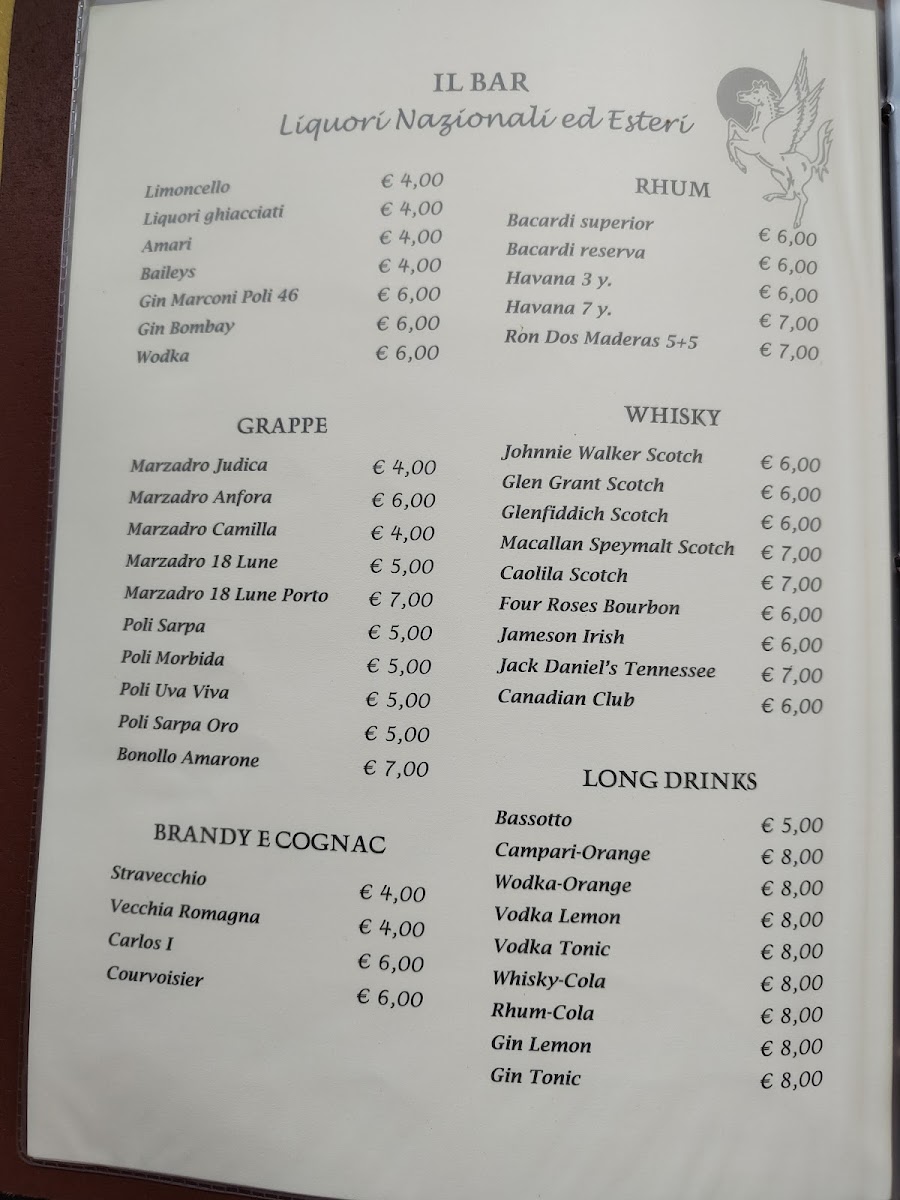 IL BAR
Liquori Nazionali ed Esteri
Limoncello € 4,00
Liquori ghiacciati € 4,00
Amari € 4,00
Baileys € 4,00
Gin Marconi Poli 46 € 6,00
Gin Bombay € 6,00
Wodka € 6,00
GRAPPE
Marzadro Judica € 4,00
Marzadro Anfora € 6,00
Marzadro Camilla € 4,00
Marzadro 18 Lune € 5,00
Marzadro 18 Lune Porto € 7,00
Poli Sarpa € 5,00
Poli Morbida € 5,00
Poli Uva Viva € 5,00
Poli Sarpa Oro € 5,00
Bonollo Amarone € 7,00
BRANDY E COGNAC
Stravecchio € 4,00
Vecchia Romagna € 4,00
Carlos I € 6,00
Courvoisier € 6,00
RHUM
Bacardi superior € 6,00
Bacardi reserva € 6,00
Havana 3 y. € 6,00
Havana 7 y. € 7,00
Ron Dos Maderas 5+5 € 7,00
WHISKY
Johnnie Walker Scotch € 6,00
Glen Grant Scotch € 6,00
Glenfiddich Scotch € 6,00
Macallan Speymalt Scotch € 7,00
Caolila Scotch € 7,00
Four Roses Bourbon € 6,00
Jameson Irish € 6,00
Jack Daniel's Tennessee € 7,00
Canadian Club € 6,00
LONG DRINKS
Bassotto € 5,00
Campari-Orange € 8,00
Wodka-Orange € 8,00
Vodka Lemon € 8,00
Vodka Tonic € 8,00
Whisky-Cola € 8,00
Rhum-Cola € 8,00
Gin Lemon € 8,00
Gin Tonic € 8,00